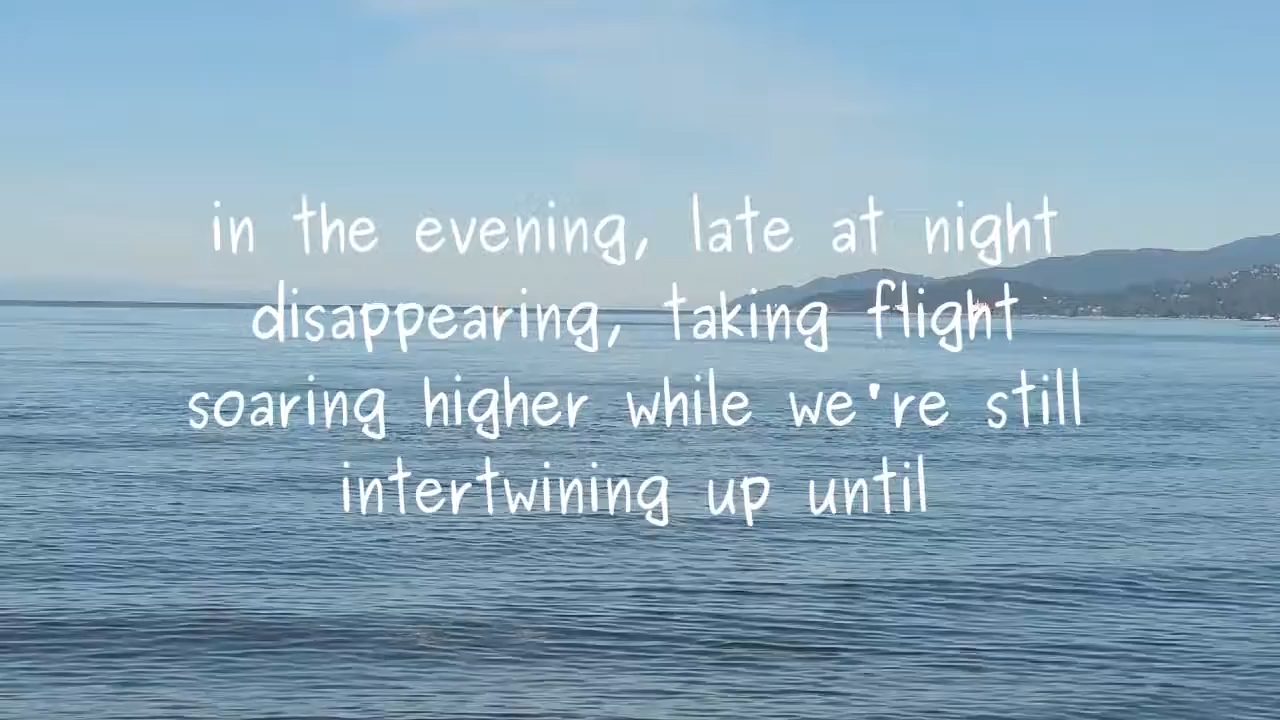 in the evening, late at night
disappearing, taking flight
soaring higher while we're still
intertwining up until